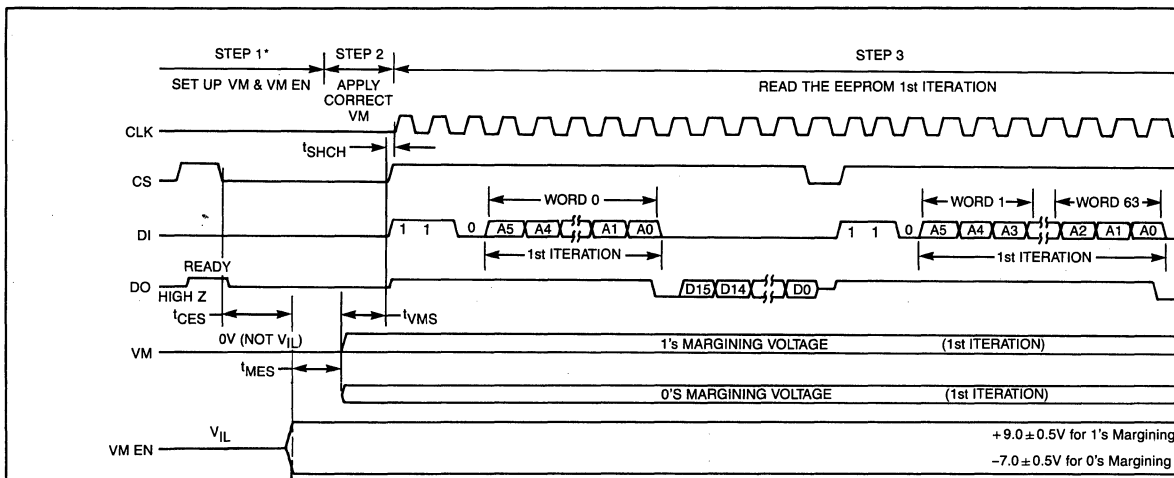 STEP 1*
STEP 2
STEP 3
SET UP VM & VM EN
APPLY
CORRECT
VM
READ THE EEPROM 1st ITERATION
CLK
tSHCH
CS
WORD 0
WORD 1
WORD 63
DI
1 1 0 A5 A4 A1 A0
1 1 0 A5 A4 A3 A2 A1 A0
1st ITERATION
1st ITERATION
READY
DO
HIGH Z
D15 D14 D0
tCES
tVMS
0V (NOT VIL)
VM
1's MARGINING VOLTAGE (1st ITERATION)
tMES
0'S MARGINING VOLTAGE (1st ITERATION)
VIL
VM EN
+9.0 ± 0.5V for 1's Margining
−7.0 ± 0.5V for 0's Margining